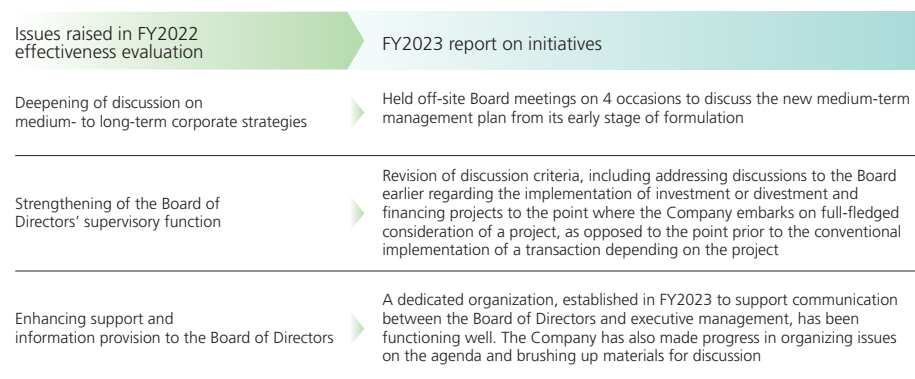 Issues raised in FY2022
effectiveness evaluation
FY2023 report on initiatives
Deepening of discussion on
medium- to long-term corporate strategies
Held off-site Board meetings on 4 occasions to discuss the new medium-term
management plan from its early stage of formulation
Strengthening of the Board of
Directors' supervisory function
Revision of discussion criteria, including addressing discussions to the Board
earlier regarding the implementation of investment or divestment and
financing projects to the point where the Company embarks on full-fledged
consideration of a project, as opposed to the point prior to the conventional
implementation of a transaction depending on the project
Enhancing support and
information provision to the Board of Directors
A dedicated organization, established in FY2023 to support communication
between the Board of Directors and executive management, has been
functioning well. The Company has also made progress in organizing issues
on the agenda and brushing up materials for discussion